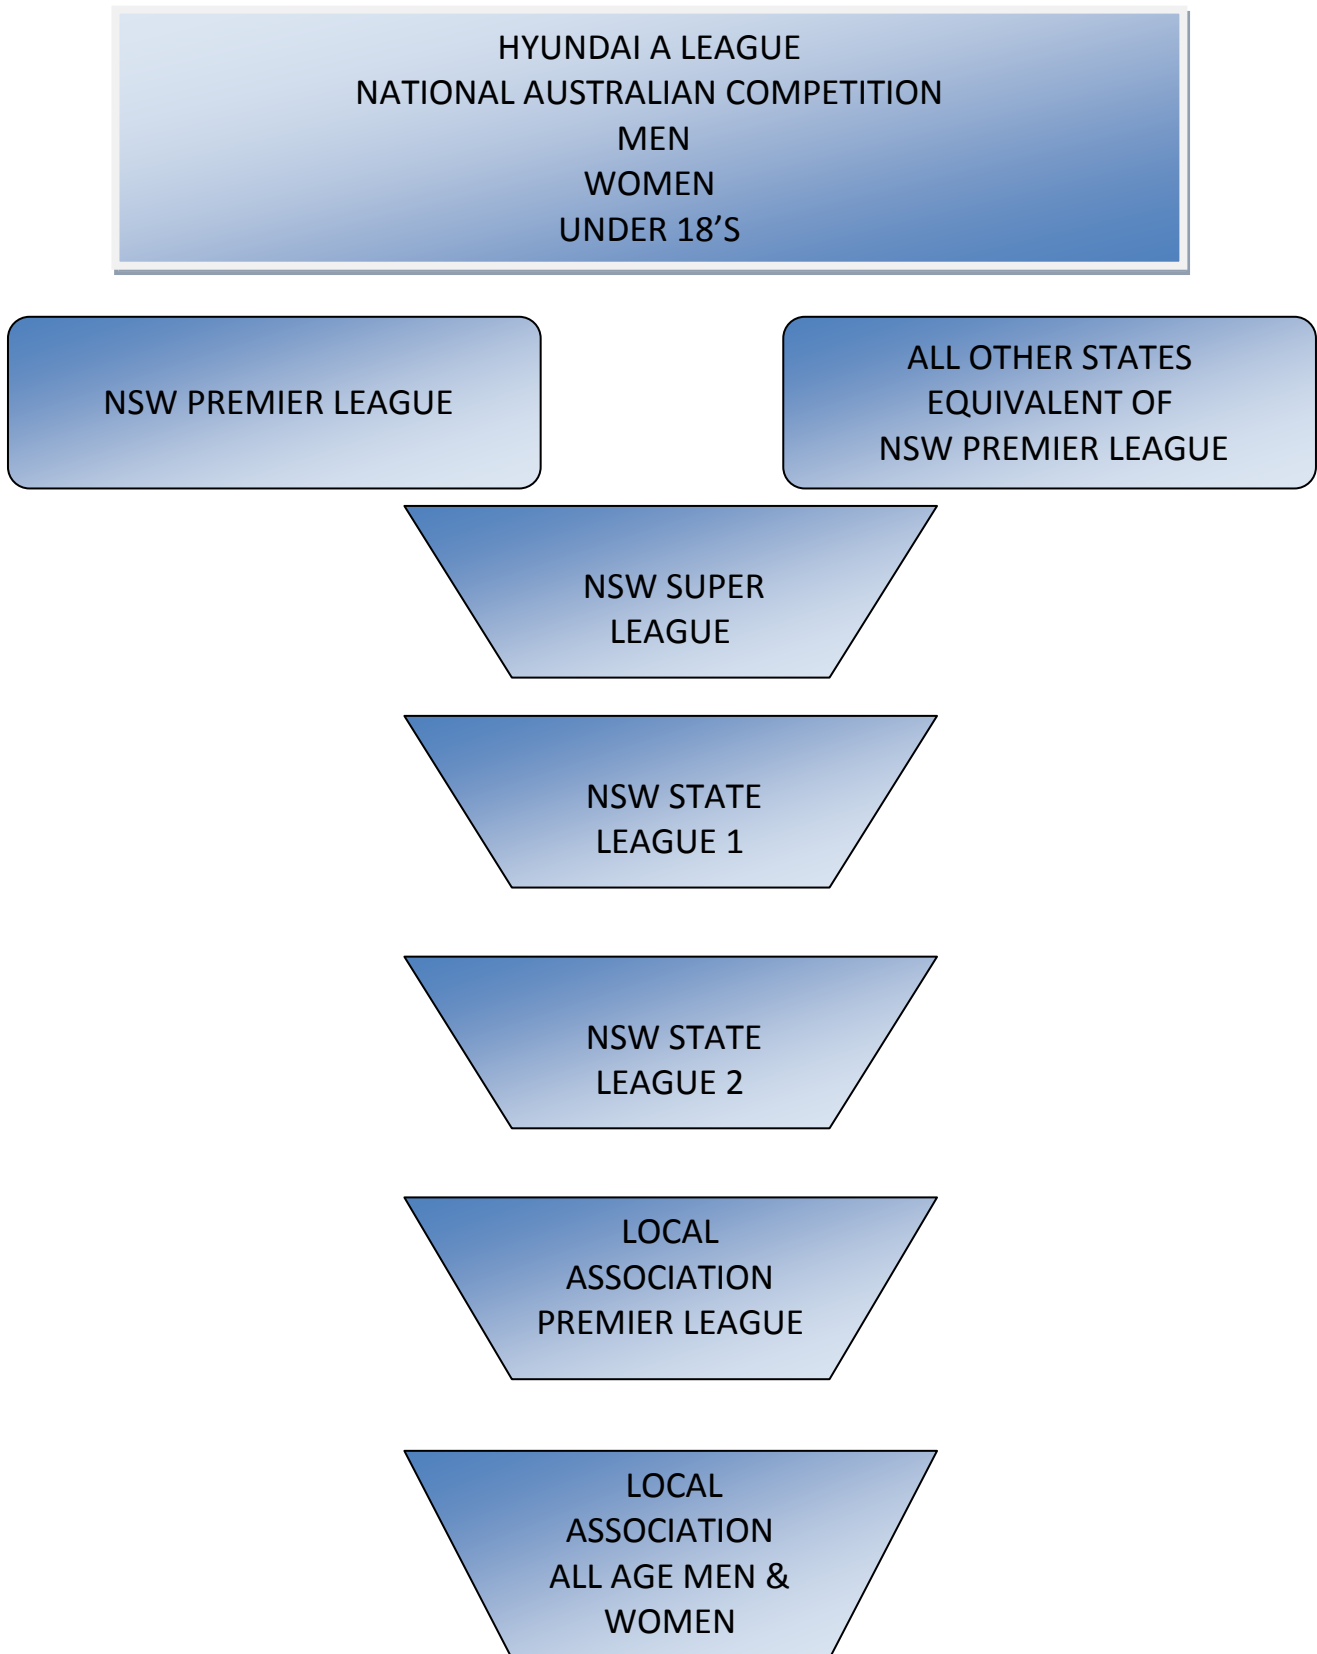 HYUNDAI A LEAGUE
NATIONAL AUSTRALIAN COMPETITION
MEN
WOMEN
UNDER 18’S
NSW PREMIER LEAGUE
ALL OTHER STATES
EQUIVALENT OF
NSW PREMIER LEAGUE
NSW SUPER
LEAGUE
NSW STATE
LEAGUE 1
NSW STATE
LEAGUE 2
LOCAL
ASSOCIATION
PREMIER LEAGUE
LOCAL
ASSOCIATION
ALL AGE MEN &
WOMEN